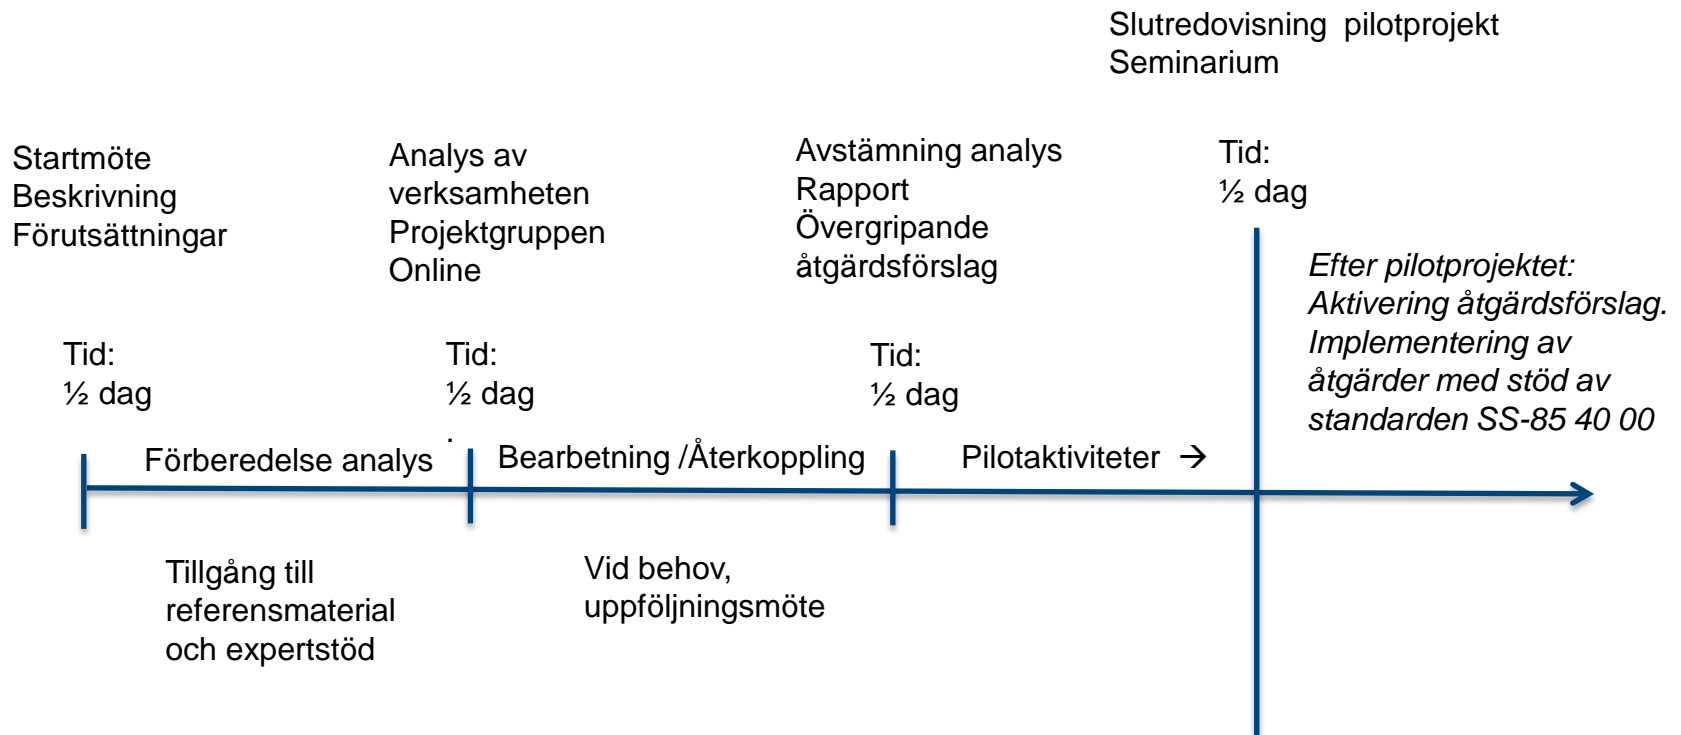 Slutredovisning  pilotprojekt
Seminarium
Startmöte
Beskrivning
Förutsättningar
Tid:
½ dag
Analys av
verksamheten
Projektgruppen
Online
Tid:
½ dag
.
Avstämning analys
Rapport
Övergripande
åtgärdsförslag
Tid:
½ dag
Tid:
½ dag
Efter pilotprojektet:
Aktivering åtgärdsförslag.
Implementering av
åtgärder med stöd av
standarden SS-85 40 00
Förberedelse analys
Bearbetning /Återkoppling
Pilotaktiviteter →
Tillgång till
referensmaterial
och expertstöd
Vid behov,
uppföljningsmöte